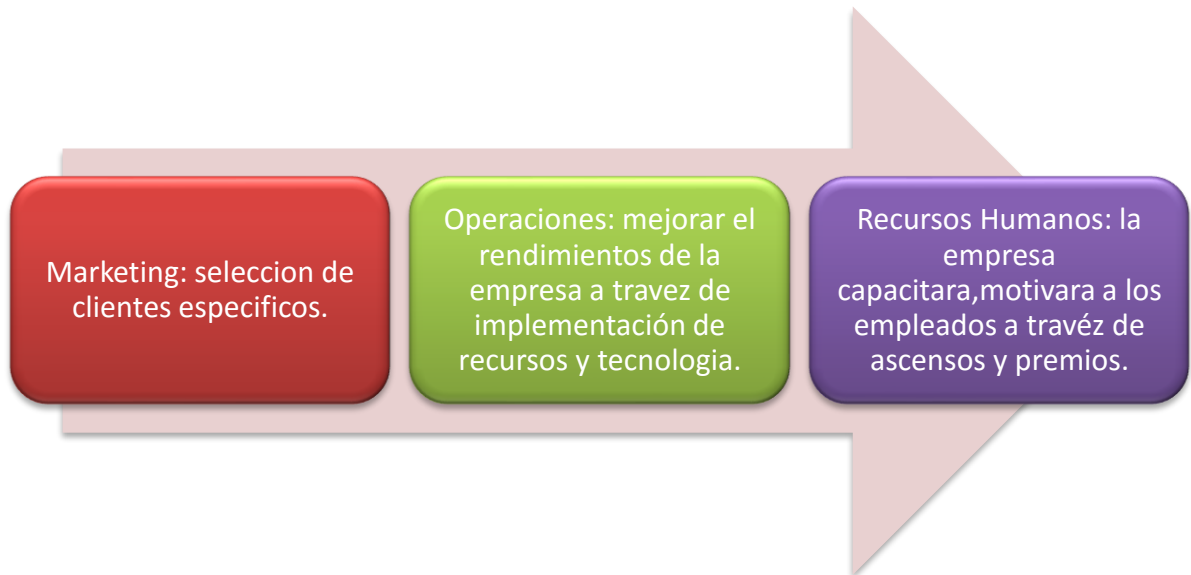 Marketing: seleccion de
clientes especificos.
Operaciones: mejorar el
rendimientos de la
empresa a travez de
implementación de
recursos y tecnologia.
Recursos Humanos: la
empresa
capacitara,motivara a los
empleados a travéz de
ascensos y premios.